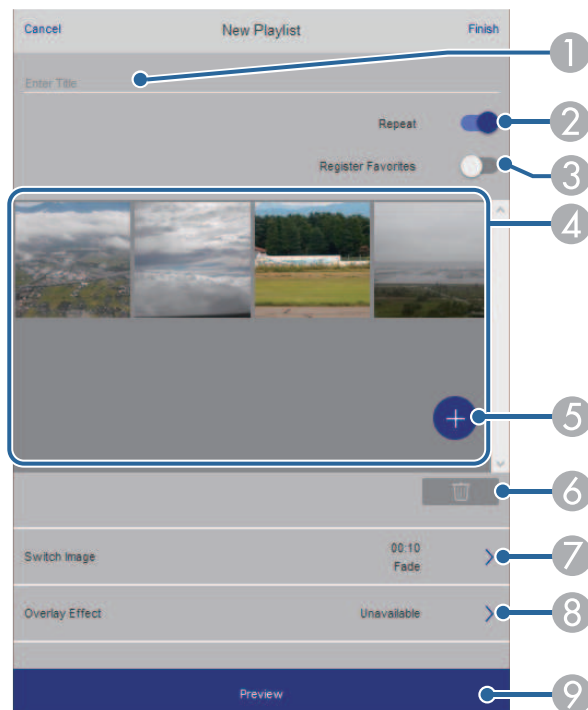 Cancel New Playlist Finish
1
Enter Title
Repeat 2
Register Favorites 3
4
5
6
Switch Image 00:10 7
Fade
Overlay Effect Unavailable 8
Preview 9